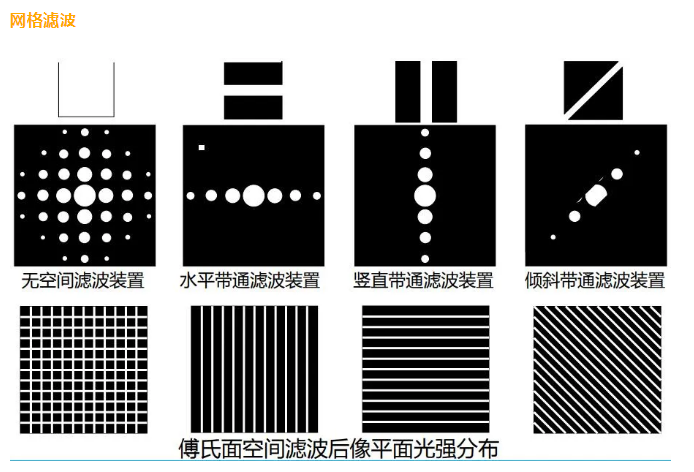 网格滤波
无空间滤波装置 水平带通滤波装置 竖直带通滤波装置 倾斜带通滤波装置
傅氏面空间滤波后像平面光强分布